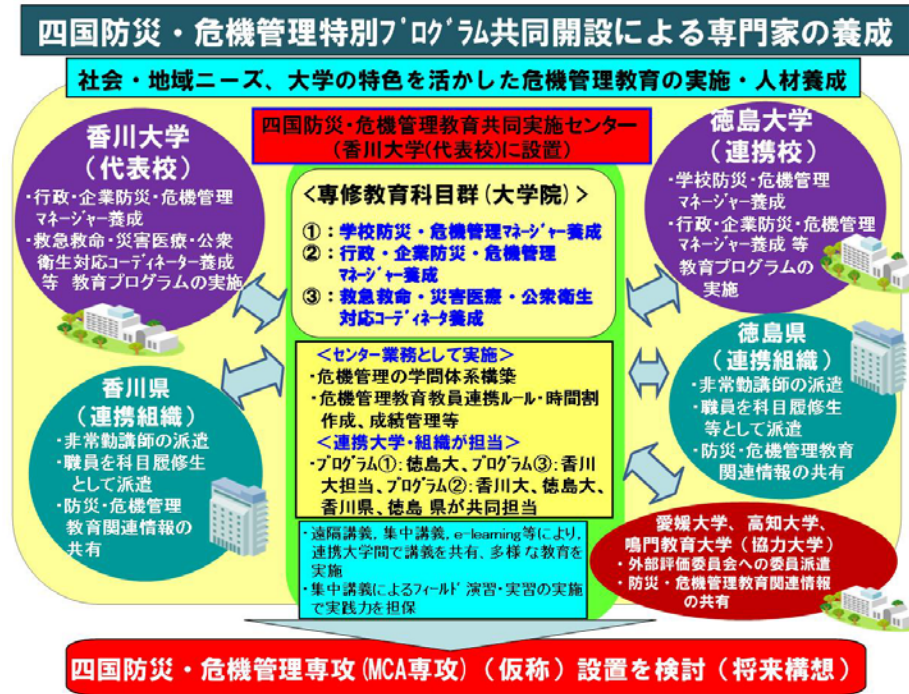 四国防災・危機管理特別プログラム共同開設による専門家の養成
社会・地域ニーズ、大学の特色を活かした危機管理教育の実施・人材養成
四国防災・危機管理教育共同実施センター
(香川大学(代表校)に設置)
香川大学
(代表校)
・行政・企業防災・危機管理
マネージャー養成
・救急救命・災害医療・公衆
衛生対応コーディネーター養成
等 教育プログラムの実施
香川県
(連携組織)
・非常勤講師の派遣
・職員を科目履修生
として派遣
・防災・危機管理
教育関連情報の
共有
<専修教育科目群(大学院)>
①:学校防災・危機管理マネージャー養成
②:行政・企業防災・危機管理
マネージャー養成
③:救急救命・災害医療・公衆衛生
対応コーディネータ養成
<センター業務として実施>
・危機管理の学問体系構築
・危機管理教育教員連携ルール・時間割
作成、成績管理等
<連携大学・組織が担当>
・プログラム①:徳島大、プログラム③:香川
大担当、プログラム②:香川大、徳島大、
香川県、徳島 県が共同担当
・遠隔講義,集中講義,e-learning等により,
連携大学間で講義を共有、多様な教育を
実施
・集中講義によるフィールド 演習・実習の実施
で実践力を担保
徳島大学
(連携校)
・学校防災・危機管理
マネージャー養成
・行政・企業防災・危機管理
マネージャー養成 等
教育プログラムの
実施
徳島県
(連携組織)
・非常勤講師の派遣
・職員を科目履修生
等として派遣
・防災・危機管理教育
関連情報の共有
愛媛大学、高知大学、
鳴門教育大学(協力大学)
・外部評価委員会への委員派遣
・防災・危機管理教育関連情報
の共有
四国防災・危機管理専攻(MCA専攻)(仮称)設置を検討(将来構想)